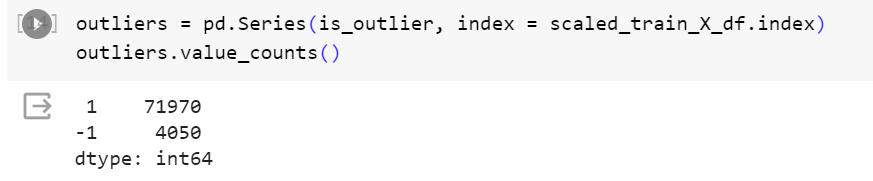 outliers = pd.Series(is_outlier, index = scaled_train_X_df.index)
outliers.value_counts()
1 71970
-1 4050
dtype: int64